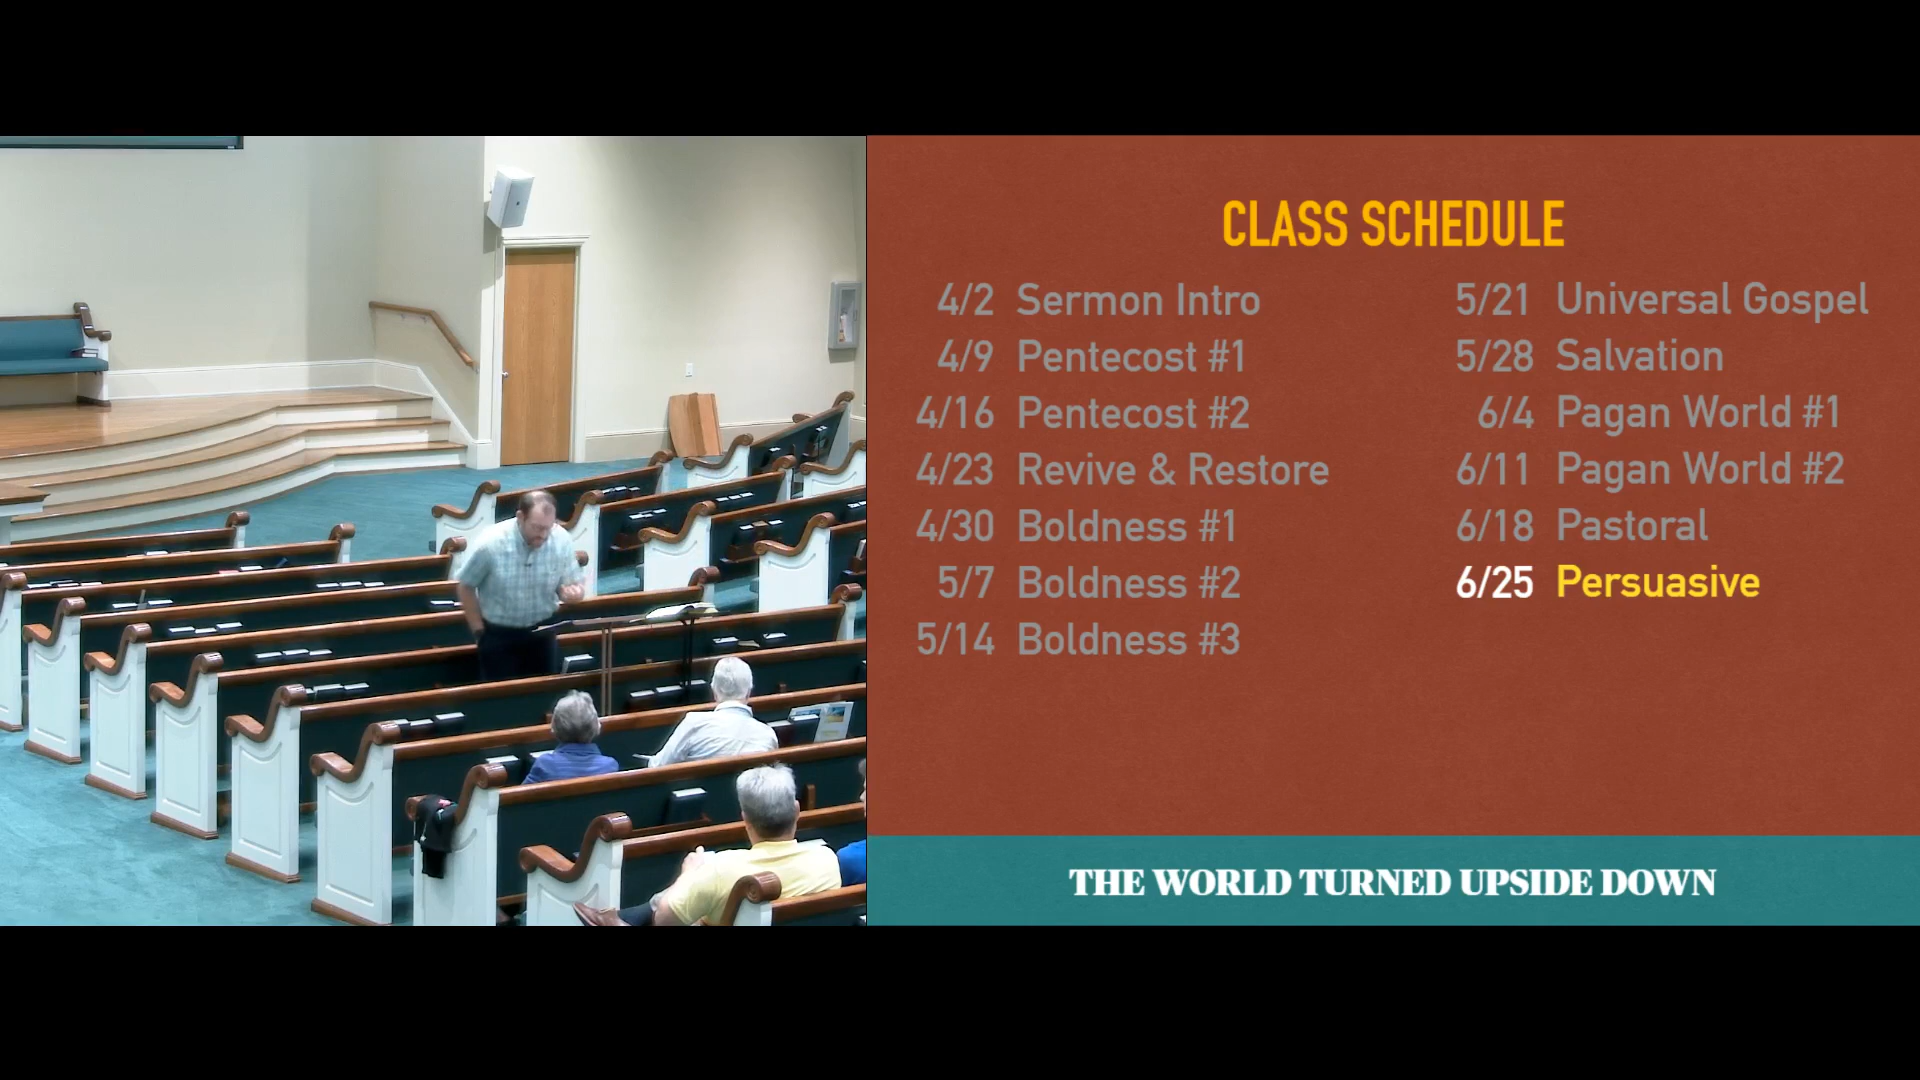 CLASS SCHEDULE
4/2 Sermon Intro
4/9 Pentecost #1
4/16 Pentecost #2
4/23 Revive & Restore
4/30 Boldness #1
5/7 Boldness #2
5/14 Boldness #3
5/21 Universal Gospel
5/28 Salvation
6/4 Pagan World #1
6/11 Pagan World #2
6/18 Pastoral
6/25 Persuasive
THE WORLD TURNED UPSIDE DOWN